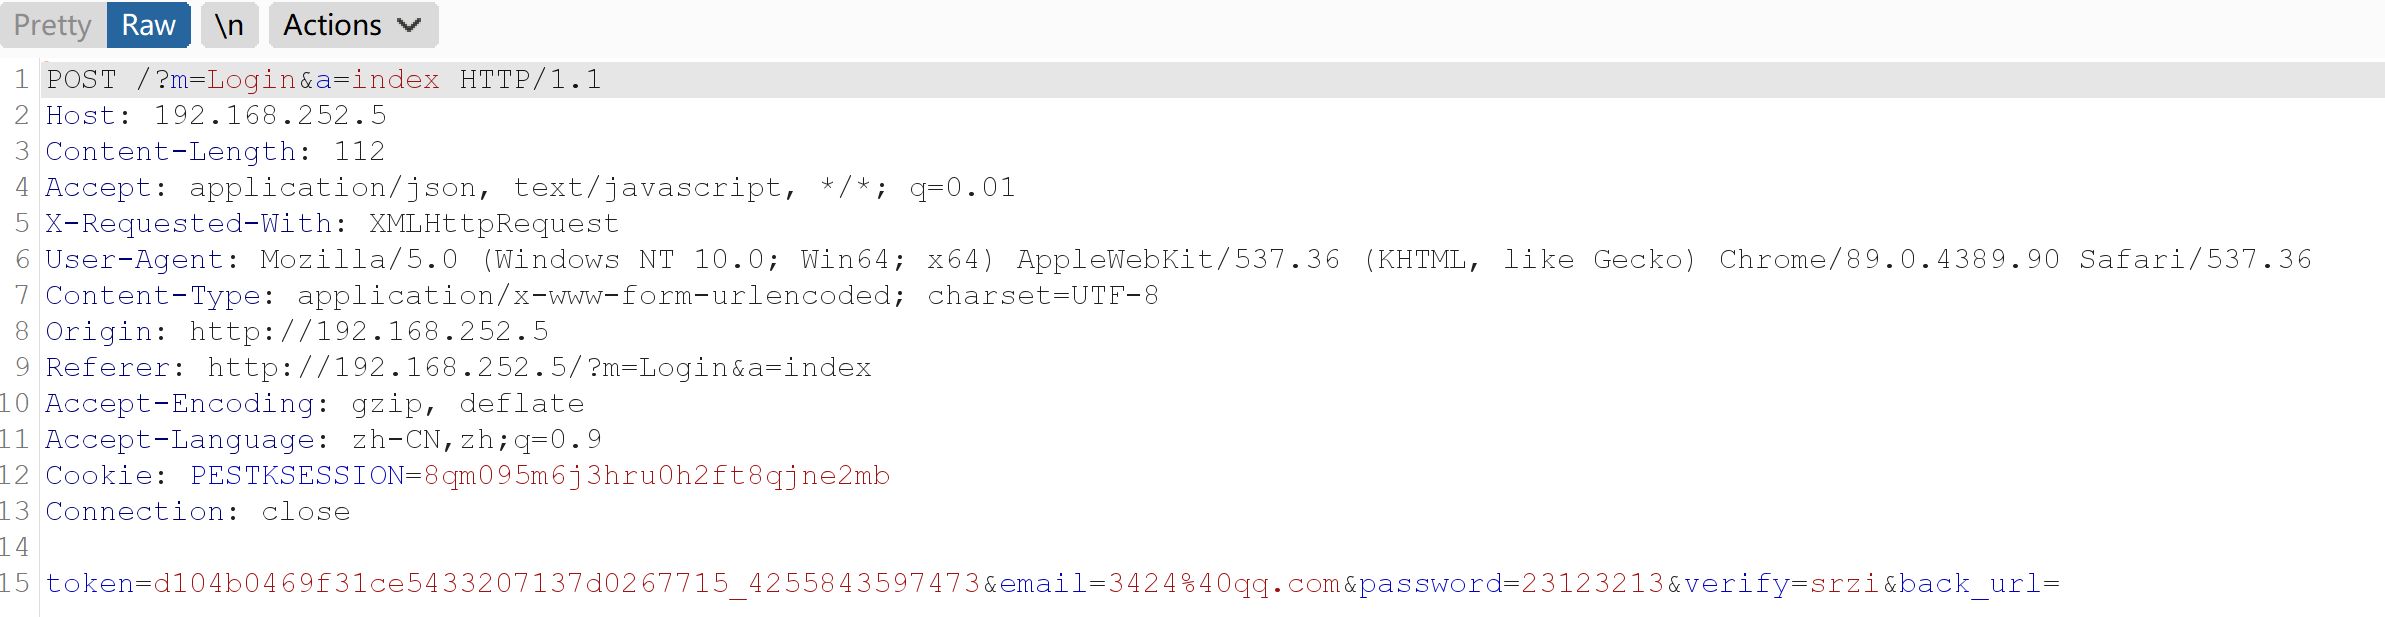 Pretty Raw \n Actions
1 POST /?m=Login&a=index HTTP/1.1
2 Host: 192.168.252.5
3 Content-Length: 112
4 Accept: application/json, text/javascript, */*; q=0.01
5 X-Requested-With: XMLHttpRequest
6 User-Agent: Mozilla/5.0 (Windows NT 10.0; Win64; x64) AppleWebKit/537.36 (KHTML, like Gecko) Chrome/89.0.4389.90 Safari/537.36
7 Content-Type: application/x-www-form-urlencoded; charset=UTF-8
8 Origin: http://192.168.252.5
9 Referer: http://192.168.252.5/?m=Login&a=index
10 Accept-Encoding: gzip, deflate
11 Accept-Language: zh-CN,zh;q=0.9
12 Cookie: PESTKSESSION=8qm095m6j3hru0h2ft8qjne2mb
13 Connection: close
14
15 token=d104b0469f31ce5433207137d0267715_4255843597473&email=3424%40qq.com&password=23123213&verify=srzi&back_url=